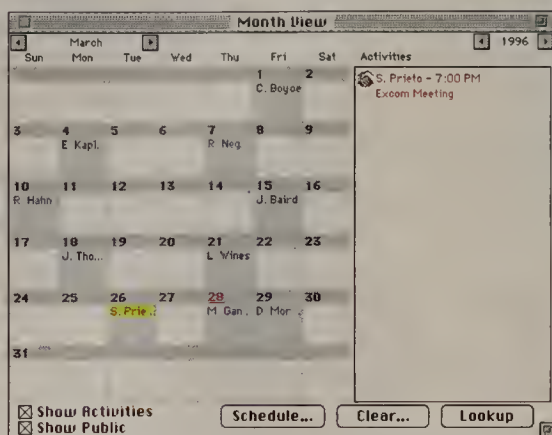 Month View
March 1996
Sun Mon Tue Wed Thu Fri Sat Activities
1 2
C. Boyce
S. Prieto - 7:00 PM
Excom Meeting
3 4 5 6 7 8 9
E Kapl. R Neg
10 11 12 13 14 15 16
R Hahn J. Baird
17 18 19 20 21 22 23
J. Tho... L Wines
24 25 26 27 28 29 30
S. Prie.. M Gan. D Mor
31
Show Activities
Show Public
Schedule... Clear... Lookup